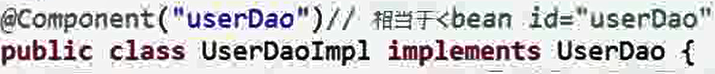 @Component("userDao")// 相当于<bean id="userDao"
public class UserDaoImpl implements UserDao {